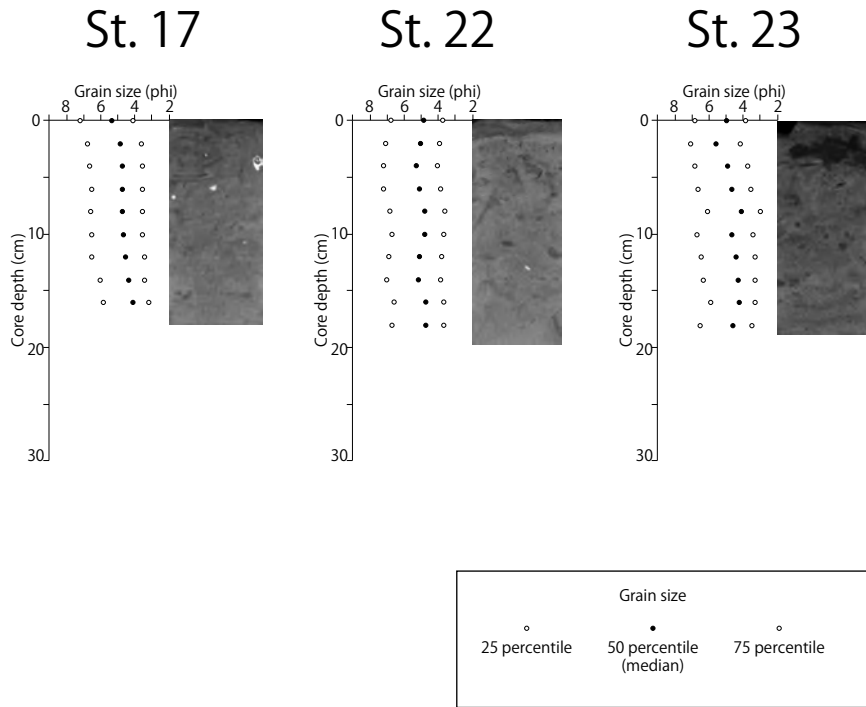 St. 17
St. 22
St. 23
Grain size (phi)
8 6 4 2
Grain size (phi)
8 6 4 2
Grain size (phi)
8 6 4 2
0
10
20
30
Core depth (cm)
0
10
20
30
Core depth (cm)
0
10
20
30
Core depth (cm)
Grain size
25 percentile
50 percentile
(median)
75 percentile